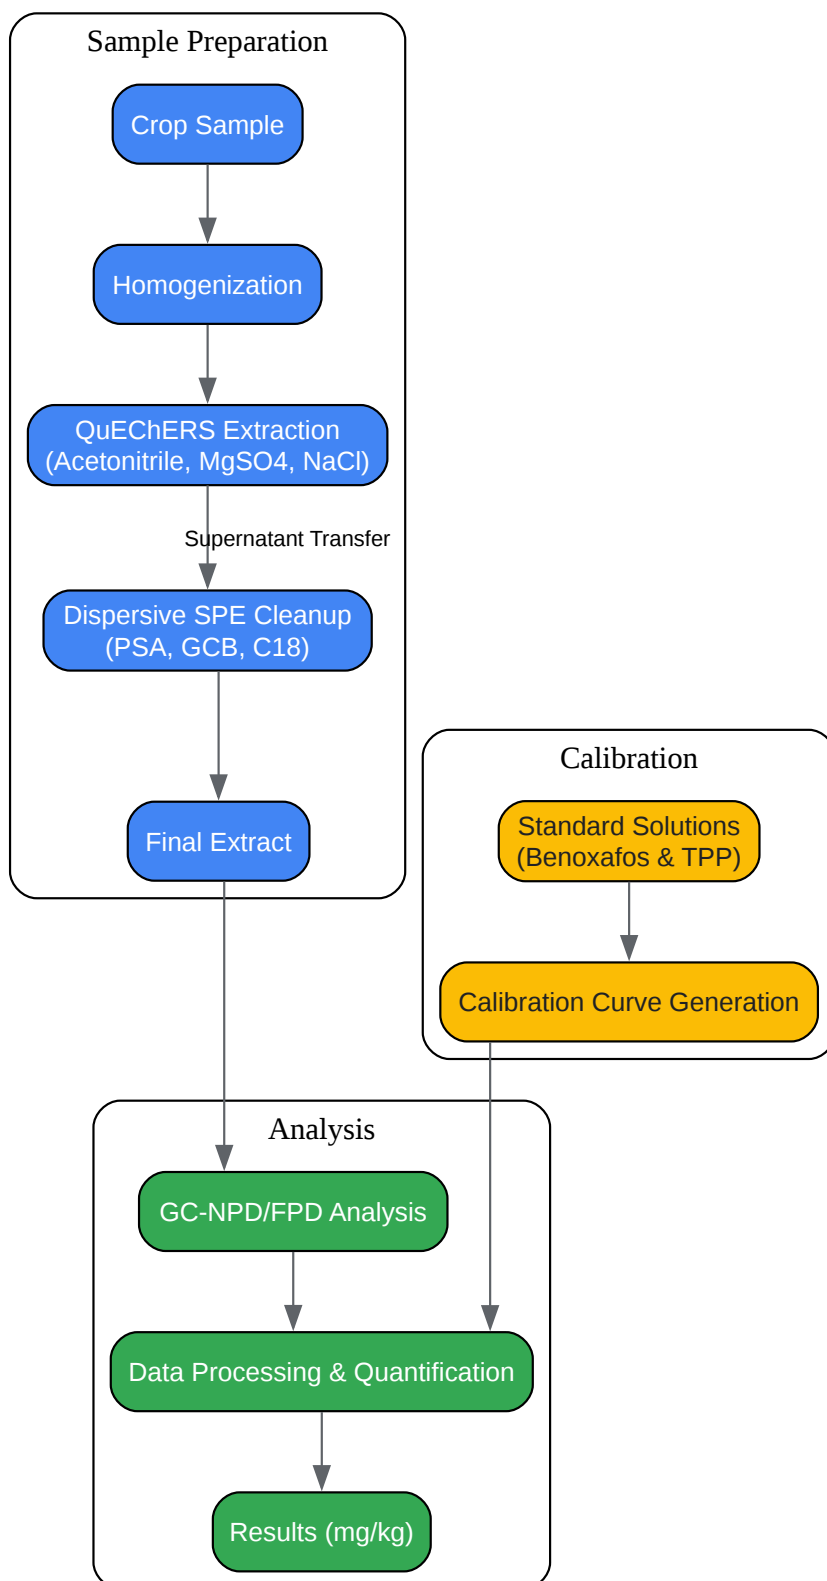 Sample Preparation
Crop Sample
Homogenization
QuEChERS Extraction
(Acetonitrile, MgSO4, NaCl)
Supernatant Transfer
Dispersive SPE Cleanup
(PSA, GCB, C18)
Final Extract
Calibration
Standard Solutions
(Benoxafos & TPP)
Calibration Curve Generation
Analysis
GC-NPD/FPD Analysis
Data Processing & Quantification
Results (mg/kg)